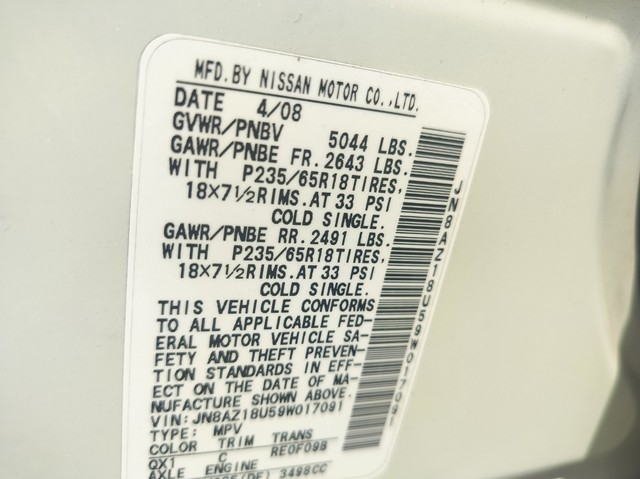 MFD.BY NISSAN MOTOR CO.,LTD.
DATE 4/08
GVWR/PNBV 5044 LBS.
GAWR/PNBE FR. 2643 LBS.
WITH P235/65R18TIRES,
18×7½RIMS.AT 33 PSI
COLD SINGLE.
GAWR/PNBE RR. 2491 LBS.
WITH P235/65R18TIRES,
18×7½RIMS.AT 33 PSI
COLD SINGLE.
THIS VEHICLE CONFORMS
TO ALL APPLICABLE FED-
ERAL MOTOR VEHICLE SA-
FETY AND THEFT PREVEN-
TION STANDARDS IN EFF-
ECT ON THE DATE OF MA-
NUFACTURE SHOWN ABOVE.
VIN:JN8AZ18U59W017091
TYPE: MPV
COLOR TRIM TRANS
QX1 C RE0F09B
AXLE ENGINE
3498CC
JN8AZ18U59W017091